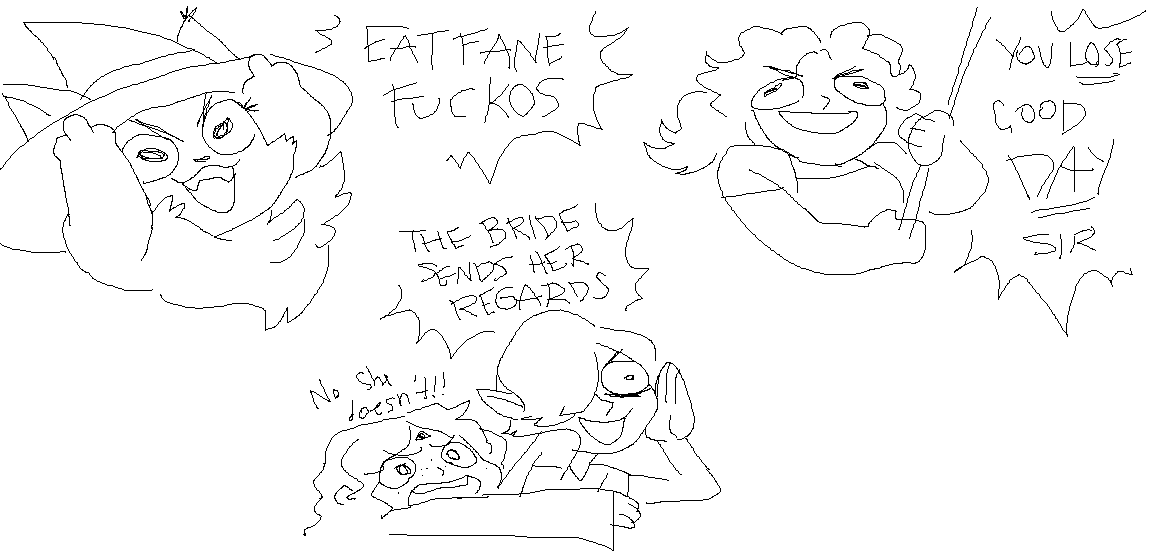 EAT FANE
FUCKOS
YOU LOSE
GOOD
DAY
SIR
THE BRIDE
SENDS HER
REGARDS
No she
doesn't!!